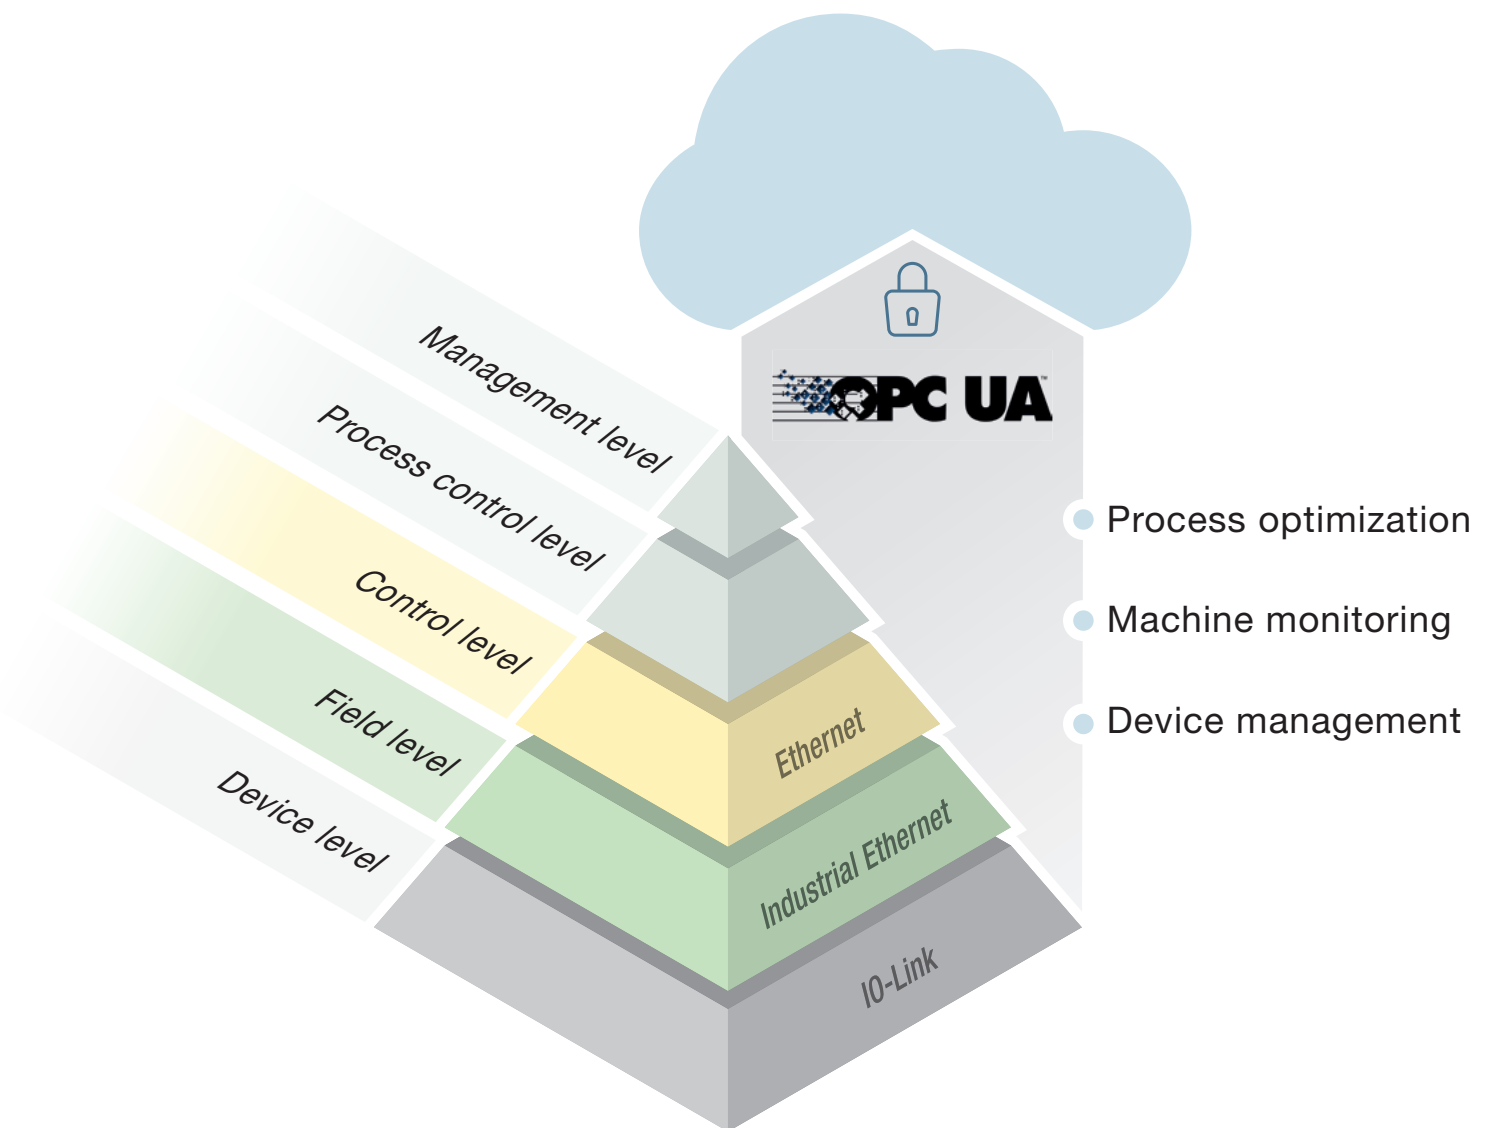 OPC UA
Management level
Process control level
Control level
Field level
Device level
Process optimization
Machine monitoring
Device management
Ethernet
Industrial Ethernet
IO-Link